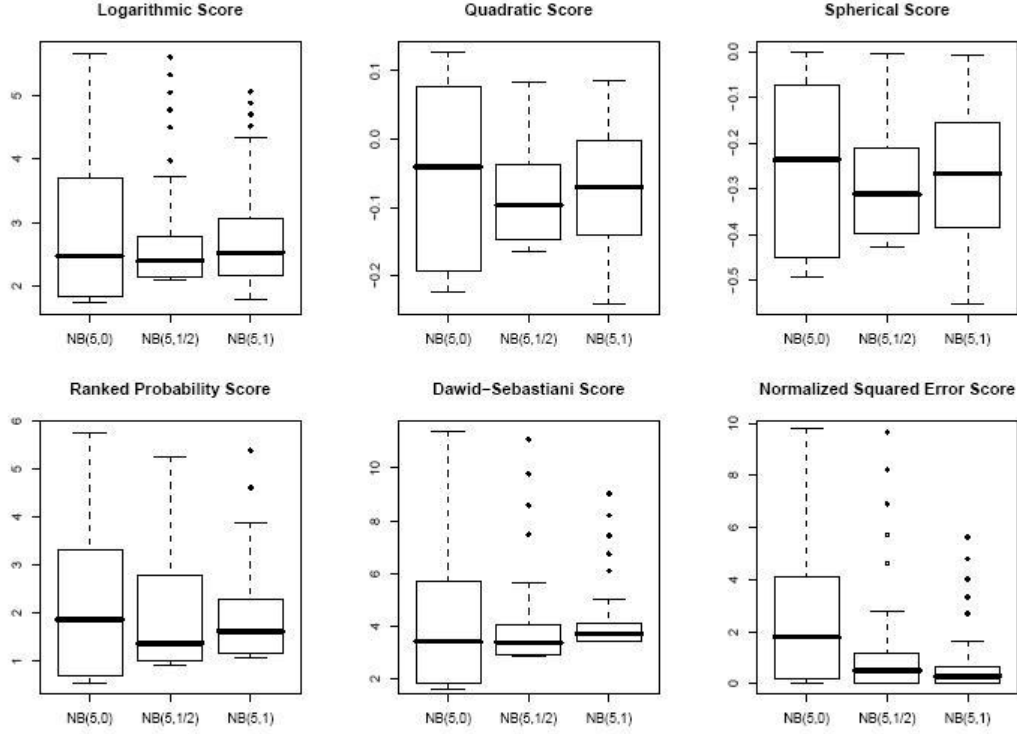 Logarithmic Score
5
4
3
2
NB(5,0) NB(5,1/2) NB(5,1)
Quadratic Score
0.1
0.0
−0.1
−0.2
NB(5,0) NB(5,1/2) NB(5,1)
Spherical Score
0.0
−0.1
−0.2
−0.3
−0.4
−0.5
NB(5,0) NB(5,1/2) NB(5,1)
Ranked Probability Score
6
5
4
3
2
1
NB(5,0) NB(5,1/2) NB(5,1)
Dawid−Sebastiani Score
10
8
6
4
2
NB(5,0) NB(5,1/2) NB(5,1)
Normalized Squared Error Score
10
8
6
4
2
0
NB(5,0) NB(5,1/2) NB(5,1)